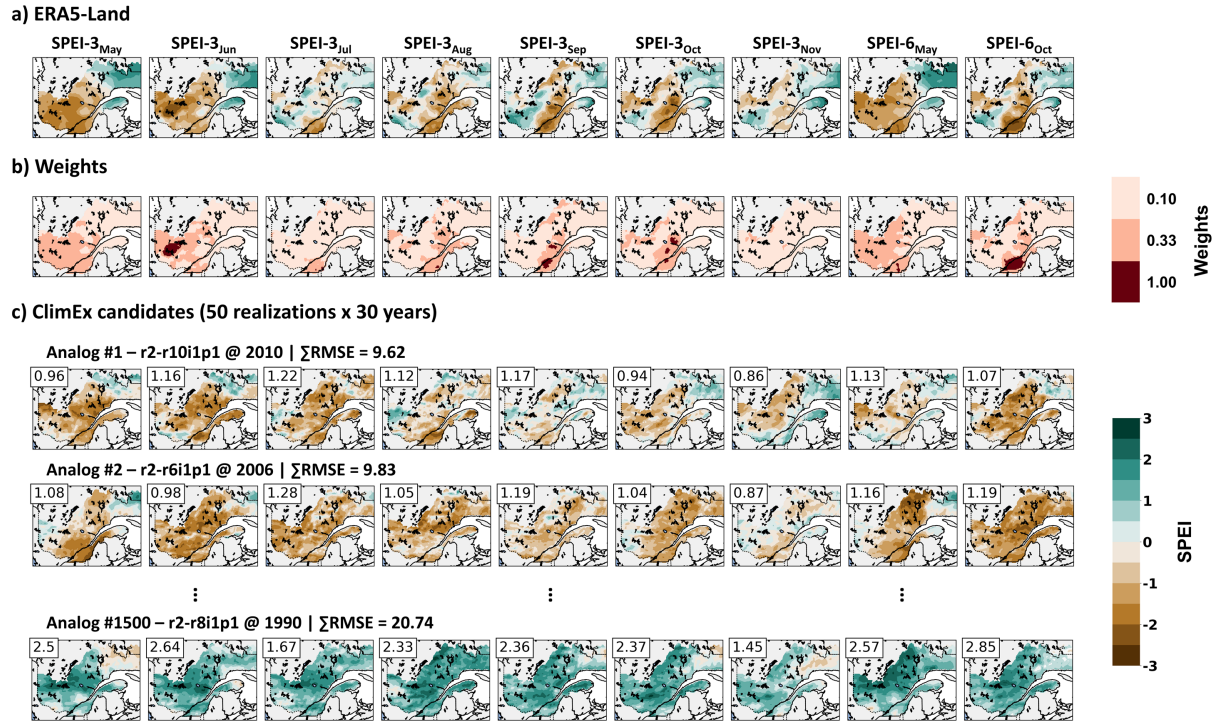 a) ERA5-Land
SPEI-3May SPEI-3Jun SPEI-3Jul SPEI-3Aug SPEI-3Sep SPEI-3Oct SPEI-3Nov SPEI-6May SPEI-6Oct
b) Weights
0.10
0.33
1.00
Weights
c) ClimEx candidates (50 realizations x 30 years)
Analog #1 – r2-r10i1p1 @ 2010 | ∑RMSE = 9.62
0.96 1.16 1.22 1.12 1.17 0.94 0.86 1.13 1.07
Analog #2 – r2-r6i1p1 @ 2006 | ∑RMSE = 9.83
1.08 0.98 1.28 1.05 1.19 1.04 0.87 1.16 1.19
⋮ ⋮ ⋮
Analog #1500 – r2-r8i1p1 @ 1990 | ∑RMSE = 20.74
2.5 2.64 1.67 2.33 2.36 2.37 1.45 2.57 2.85
3
2
1
0
-1
-2
-3
SPEI